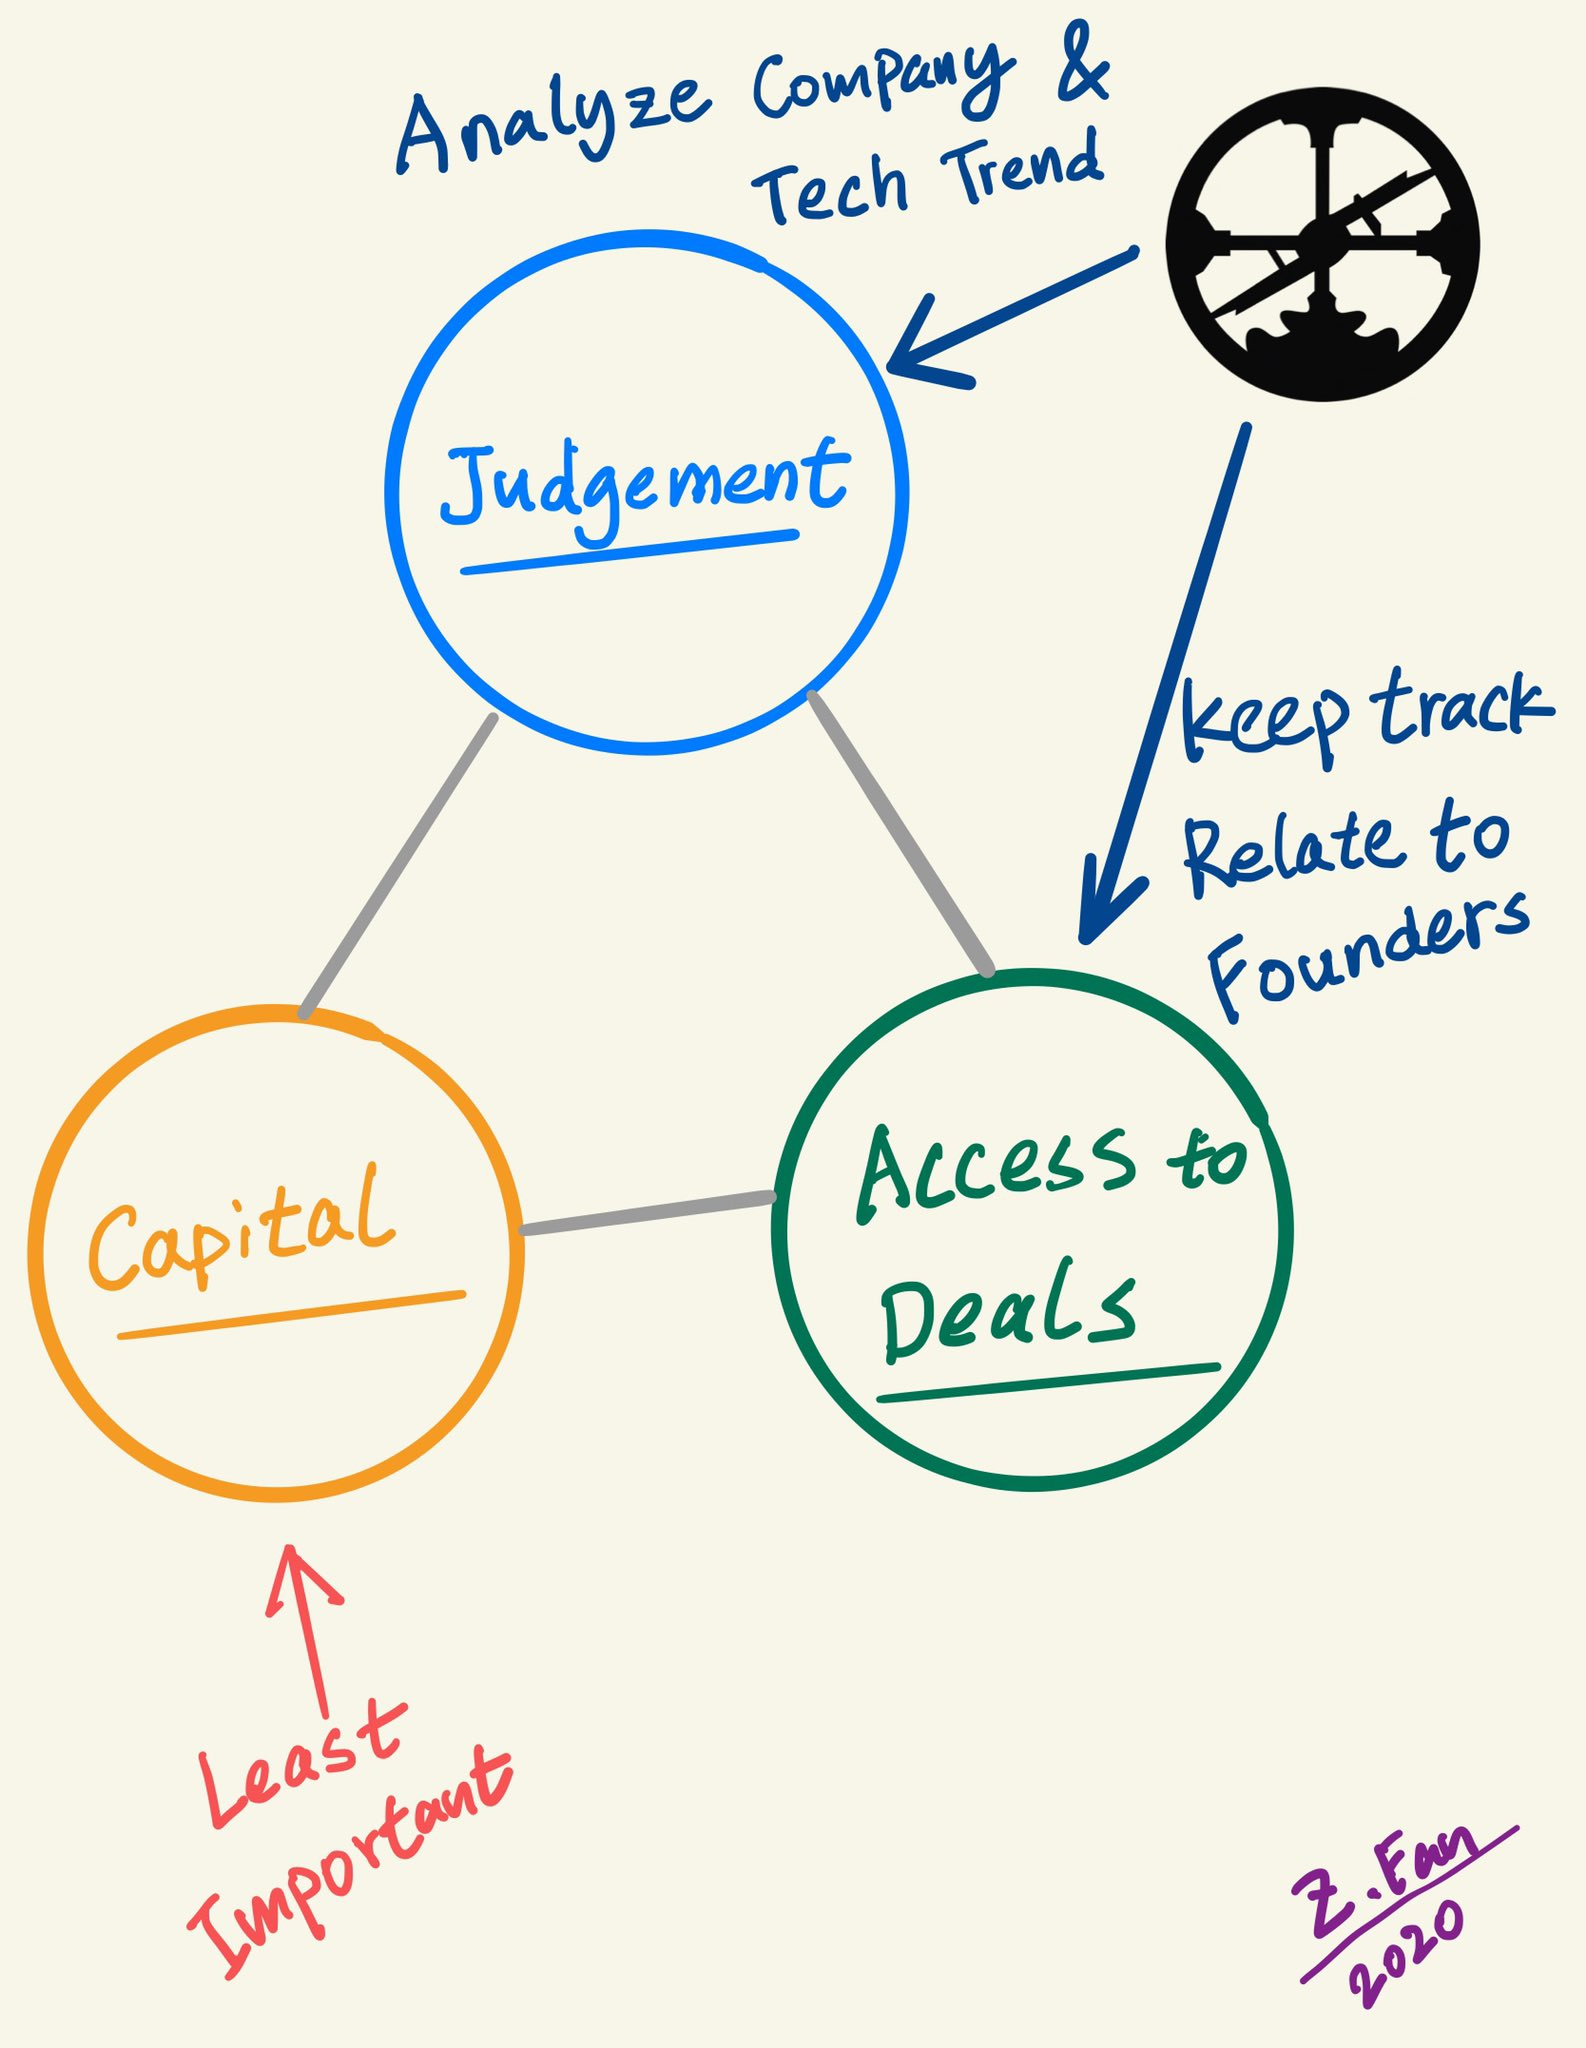 Analyze Company &
Tech Trend
Judgement
Keep track
Relate to
Founders
Capital
Access to
Deals
Least
Important
Z. Fan
2020